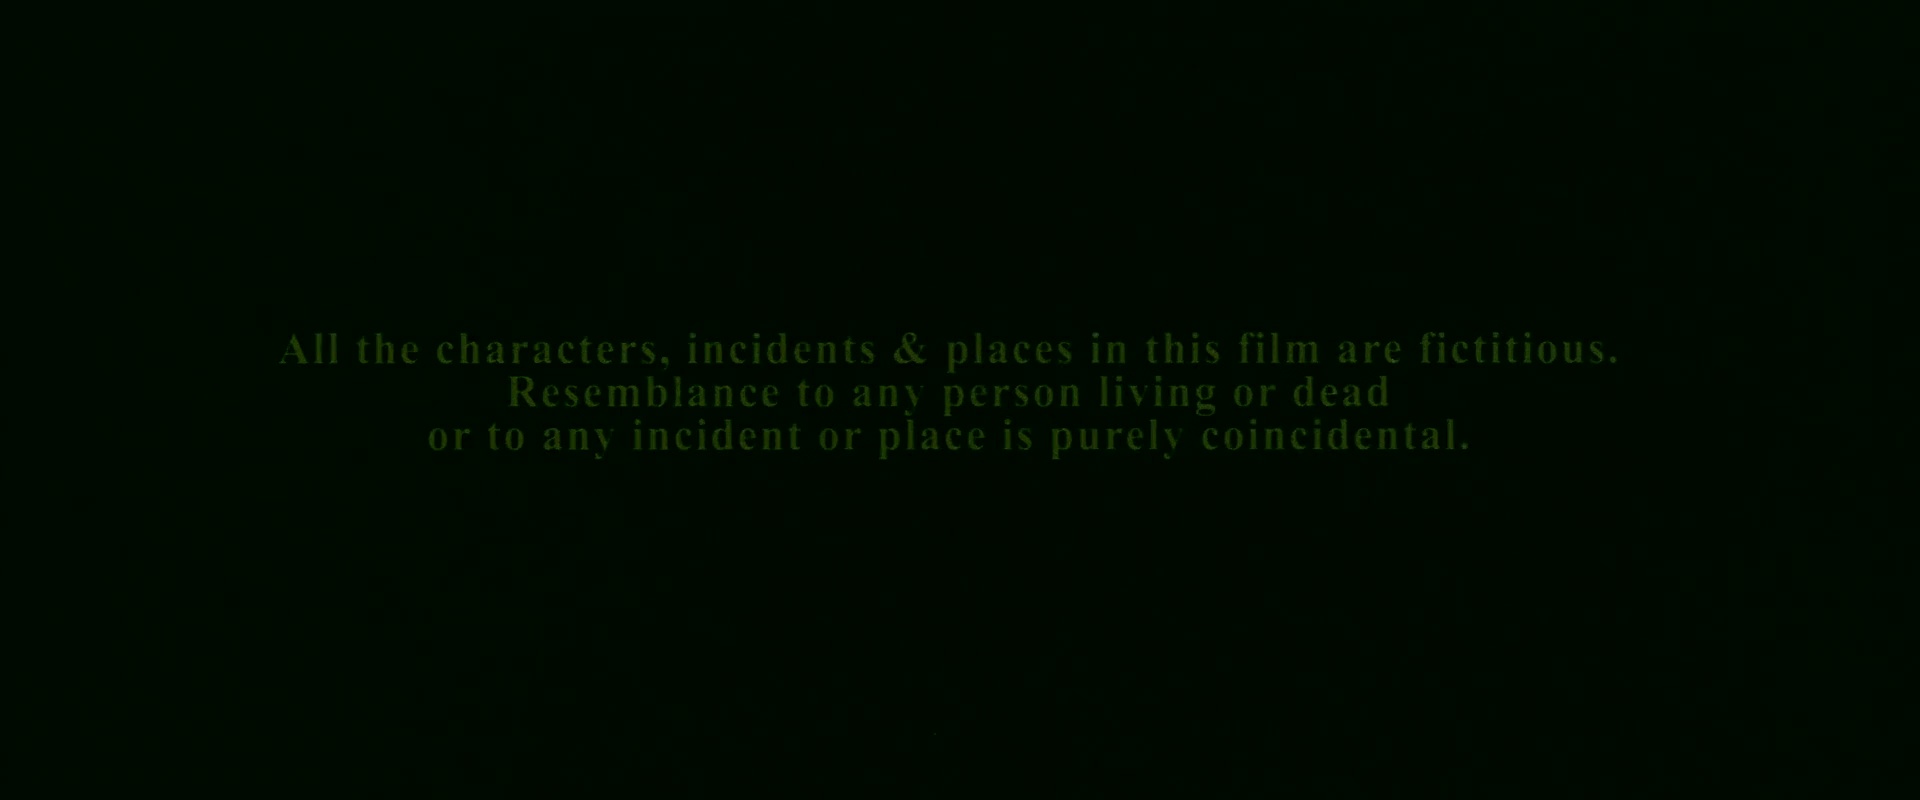 All the characters, incidents & places in this film are fictitious.
Resemblance to any person living or dead
or to any incident or place is purely coincidental.